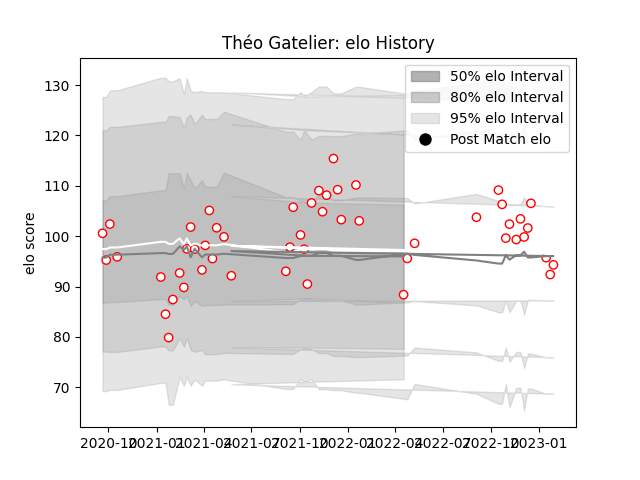 Théo Gatelier: elo History
50% elo Interval
80% elo Interval
95% elo Interval
Post Match elo
elo score
130
120
110
100
90
80
70
2020-10 2021-01 2021-04 2021-07 2021-10 2022-01 2022-04 2022-07 2022-10 2023-01